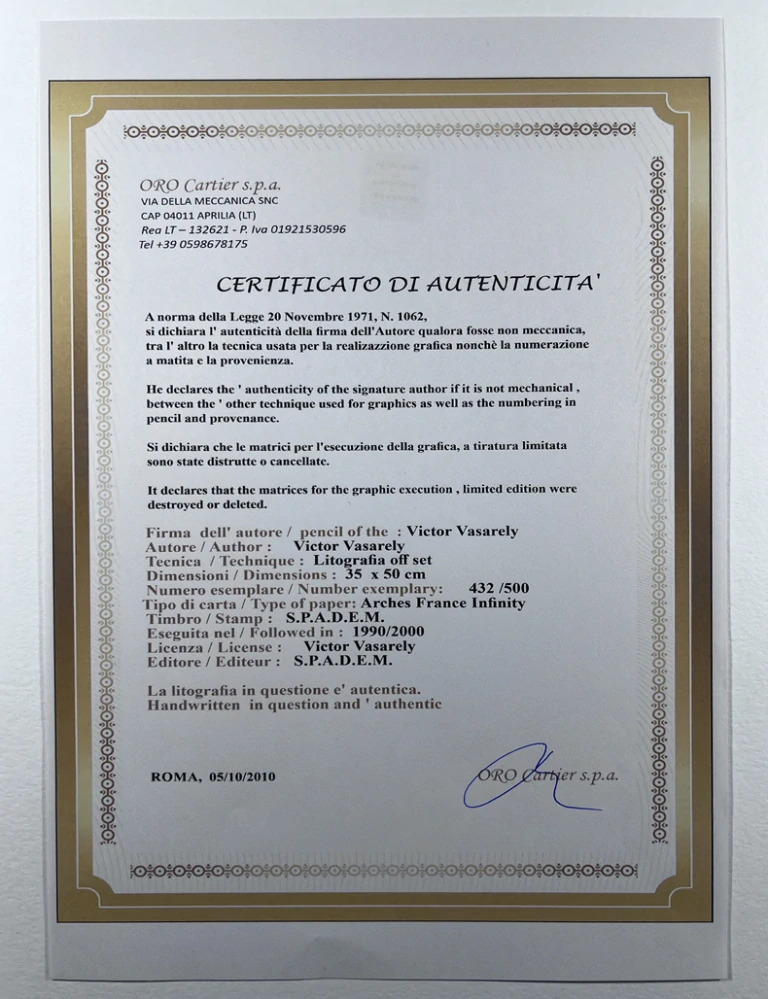 ORO Cartier s.p.a.
VIA DELLA MECCANICA SNC
CAP 04011 APRILIA (LT)
Rea LT – 132621 - P. Iva 01921530596
Tel +39 0598678175
CERTIFICATO DI AUTENTICITA'
A norma della Legge 20 Novembre 1971, N. 1062,
si dichiara l' autenticità della firma dell'Autore qualora fosse non meccanica,
tra l' altro la tecnica usata per la realizazzione grafica nonchè la numerazione
a matita e la provenienza.
He declares the ' authenticity of the signature author if it is not mechanical ,
between the ' other technique used for graphics as well as the numbering in
pencil and provenance.
Si dichiara che le matrici per l'esecuzione della grafica, a tiratura limitata
sono state distrutte o cancellate.
It declares that the matrices for the graphic execution , limited edition were
destroyed or deleted.
Firma dell' autore / pencil of the : Victor Vasarely
Autore / Author : Victor Vasarely
Tecnica / Technique : Litografia off set
Dimensioni / Dimensions : 35 x 50 cm
Numero esemplare / Number exemplary: 432 /500
Tipo di carta / Type of paper: Arches France Infinity
Timbro / Stamp : S.P.A.D.E.M.
Eseguita nel / Followed in : 1990/2000
Licenza / License : Victor Vasarely
Editore / Editeur : S.P.A.D.E.M.
La litografia in questione e' autentica.
Handwritten in question and ' authentic
ROMA, 05/10/2010
ORO Cartier s.p.a.